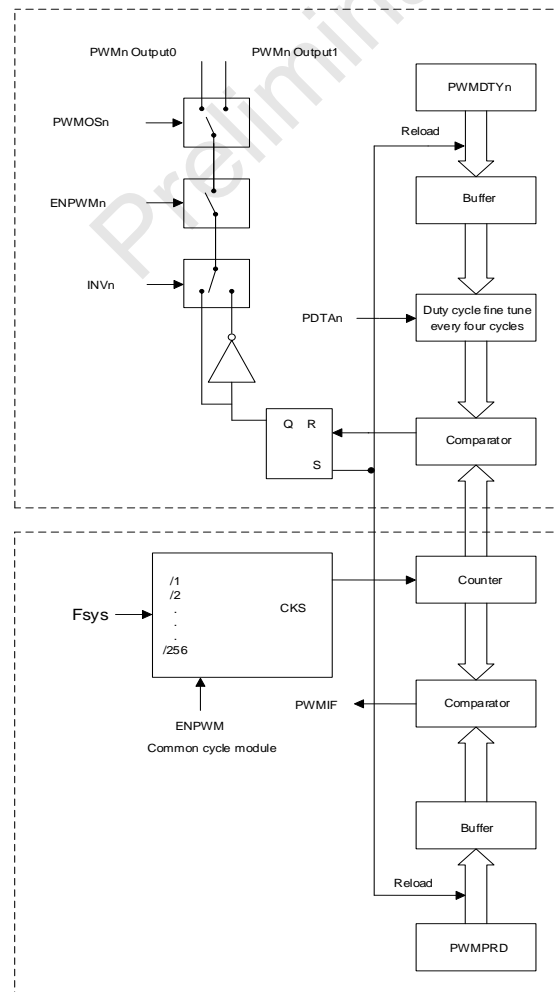 Prelimin
PWMn Output0
PWMn Output1
PWMDTYn
PWMOSn
Reload
ENPWMn
Buffer
INVn
PDTAn
Duty cycle fine tune
every four cycles
Q R
S
Comparator
/1
/2
.
.
.
/256
CKS
Fsys
Counter
ENPWM
Common cycle module
PWMIF
Comparator
Buffer
Reload
PWMPRD